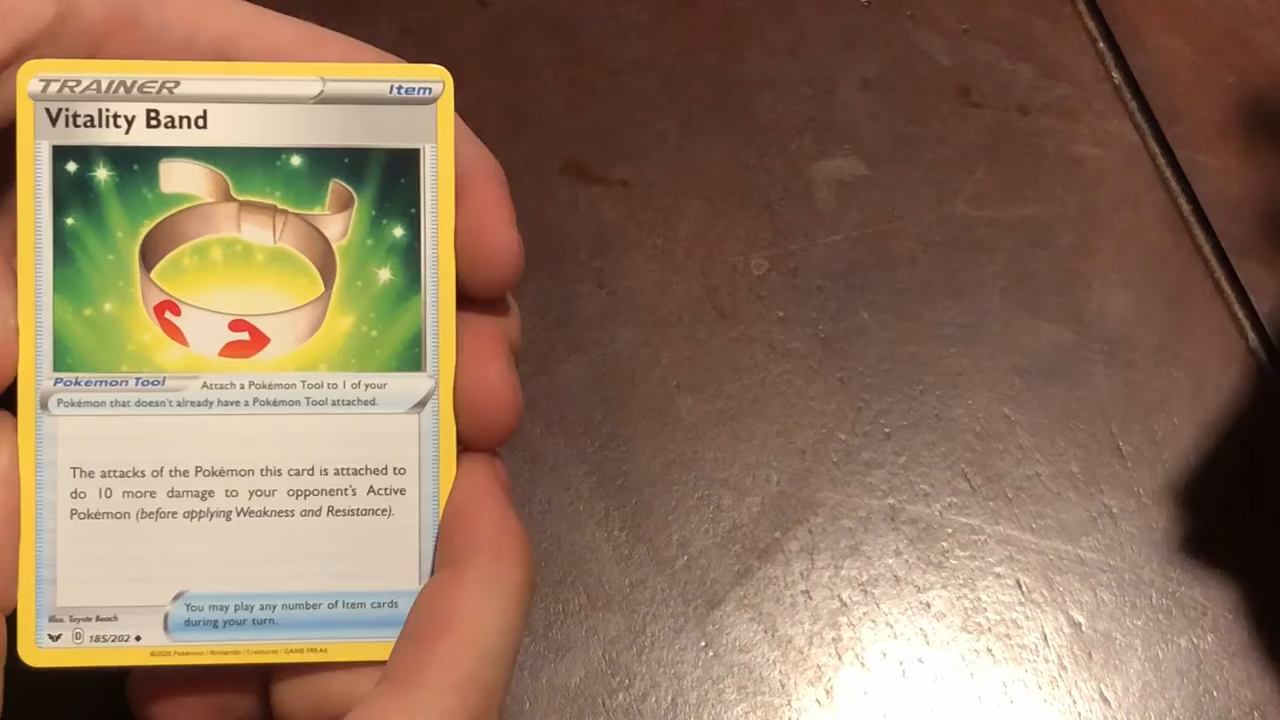 TRAINER
Item
Vitality Band
Pokémon Tool
Attach a Pokémon Tool to 1 of your
Pokémon that doesn't already have a Pokémon Tool attached.
The attacks of the Pokémon this card is attached to
do 10 more damage to your opponent's Active
Pokémon (before applying Weakness and Resistance).
You may play any number of Item cards
during your turn.
Illus. Toyste Beach
D 185/202
©2020 Pokémon / Nintendo / Creatures / GAME FREAK